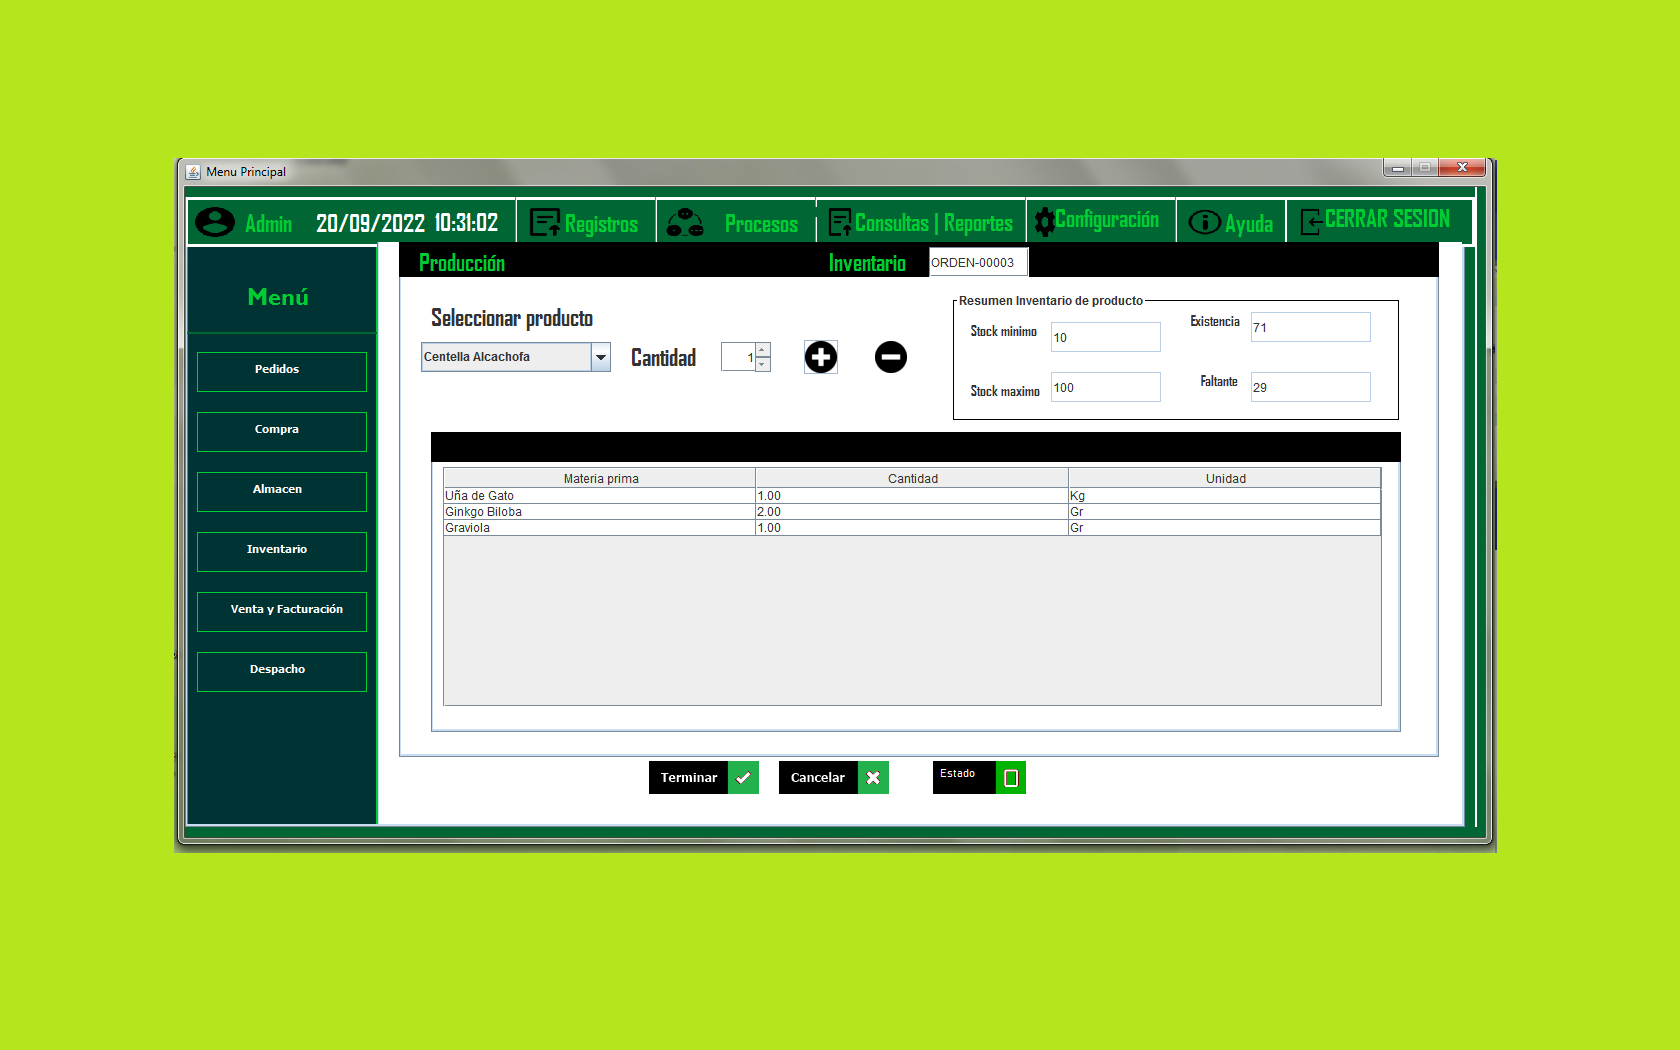 Menu Principal
Admin 20/09/2022 10:31:02 Registros Procesos Consultas | Reportes Configuración Ayuda CERRAR SESION
Menú
Pedidos
Compra
Almacen
Inventario
Venta y Facturación
Despacho
Producción Inventario ORDEN-00003
Seleccionar producto
Centella Alcachofa Cantidad 1
Resumen Inventario de producto
Stock minimo 10 Existencia 71
Stock maximo 100 Faltante 29
Materia prima Cantidad Unidad
Uña de Gato 1.00 Kg
Ginkgo Biloba 2.00 Gr
Graviola 1.00 Gr
Terminar Cancelar Estado